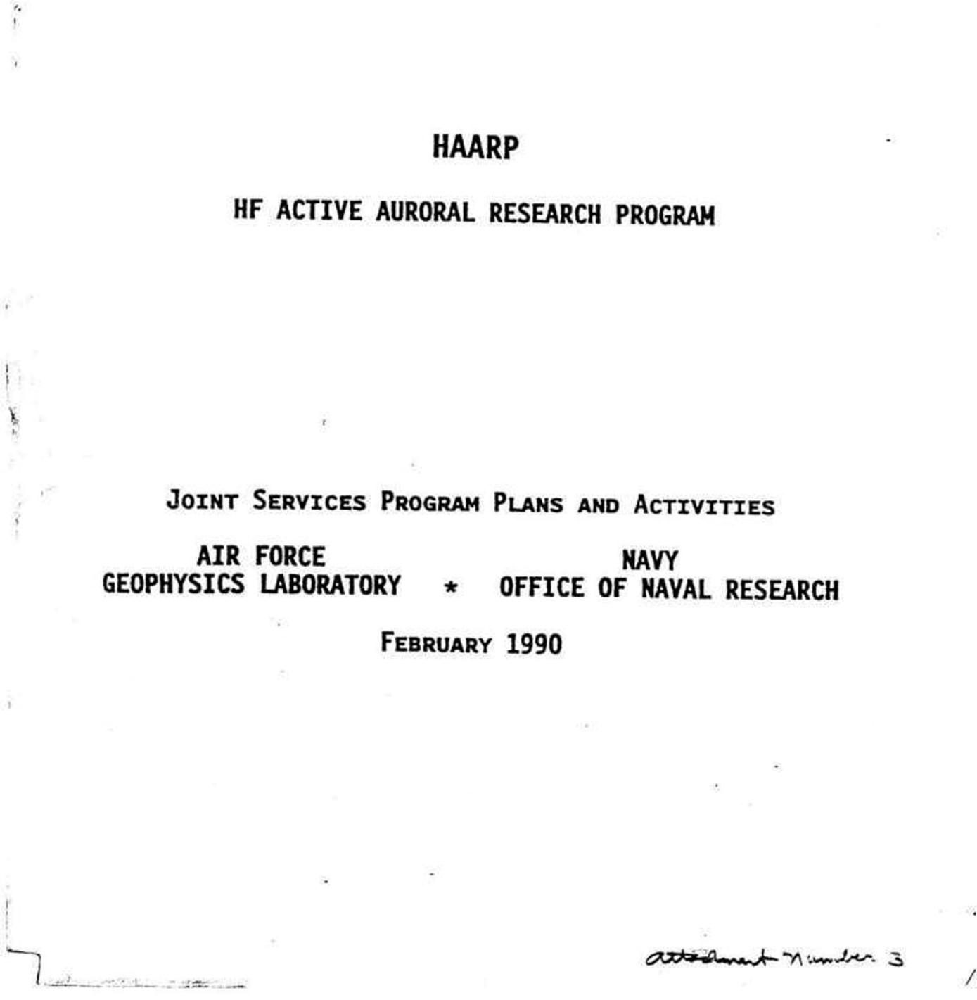 HAARP
HF ACTIVE AURORAL RESEARCH PROGRAM
JOINT SERVICES PROGRAM PLANS AND ACTIVITIES
AIR FORCE NAVY
GEOPHYSICS LABORATORY * OFFICE OF NAVAL RESEARCH
FEBRUARY 1990
Attachment Number 3